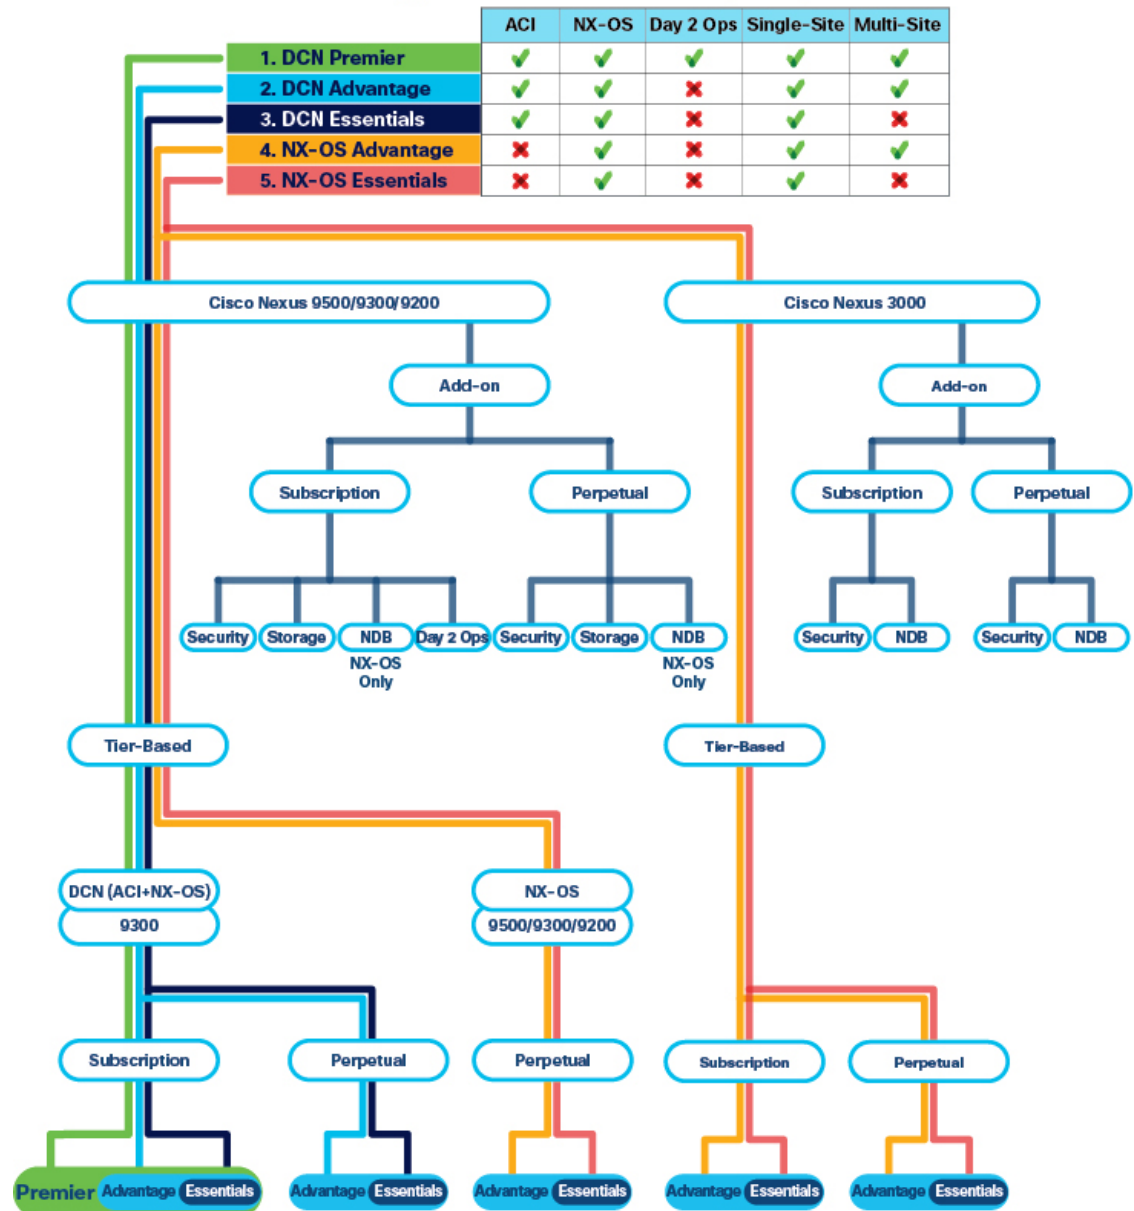 ACI NX-OS Day 2 Ops Single-Site Multi-Site
1. DCN Premier
2. DCN Advantage
3. DCN Essentials
4. NX-OS Advantage
5. NX-OS Essentials
Cisco Nexus 9500/9300/9200
Cisco Nexus 3000
Add-on
Add-on
Subscription
Perpetual
Subscription
Perpetual
Security
Storage
NDB
NX-OS
Only
Day 2 Ops
Security
Storage
NDB
NX-OS
Only
Security
NDB
Security
NDB
Tier-Based
Tier-Based
DCN (ACI+NX-OS)
9300
NX-OS
9500/9300/9200
Subscription
Perpetual
Perpetual
Subscription
Perpetual
Premier Advantage Essentials
Advantage Essentials
Advantage Essentials
Advantage Essentials
Advantage Essentials